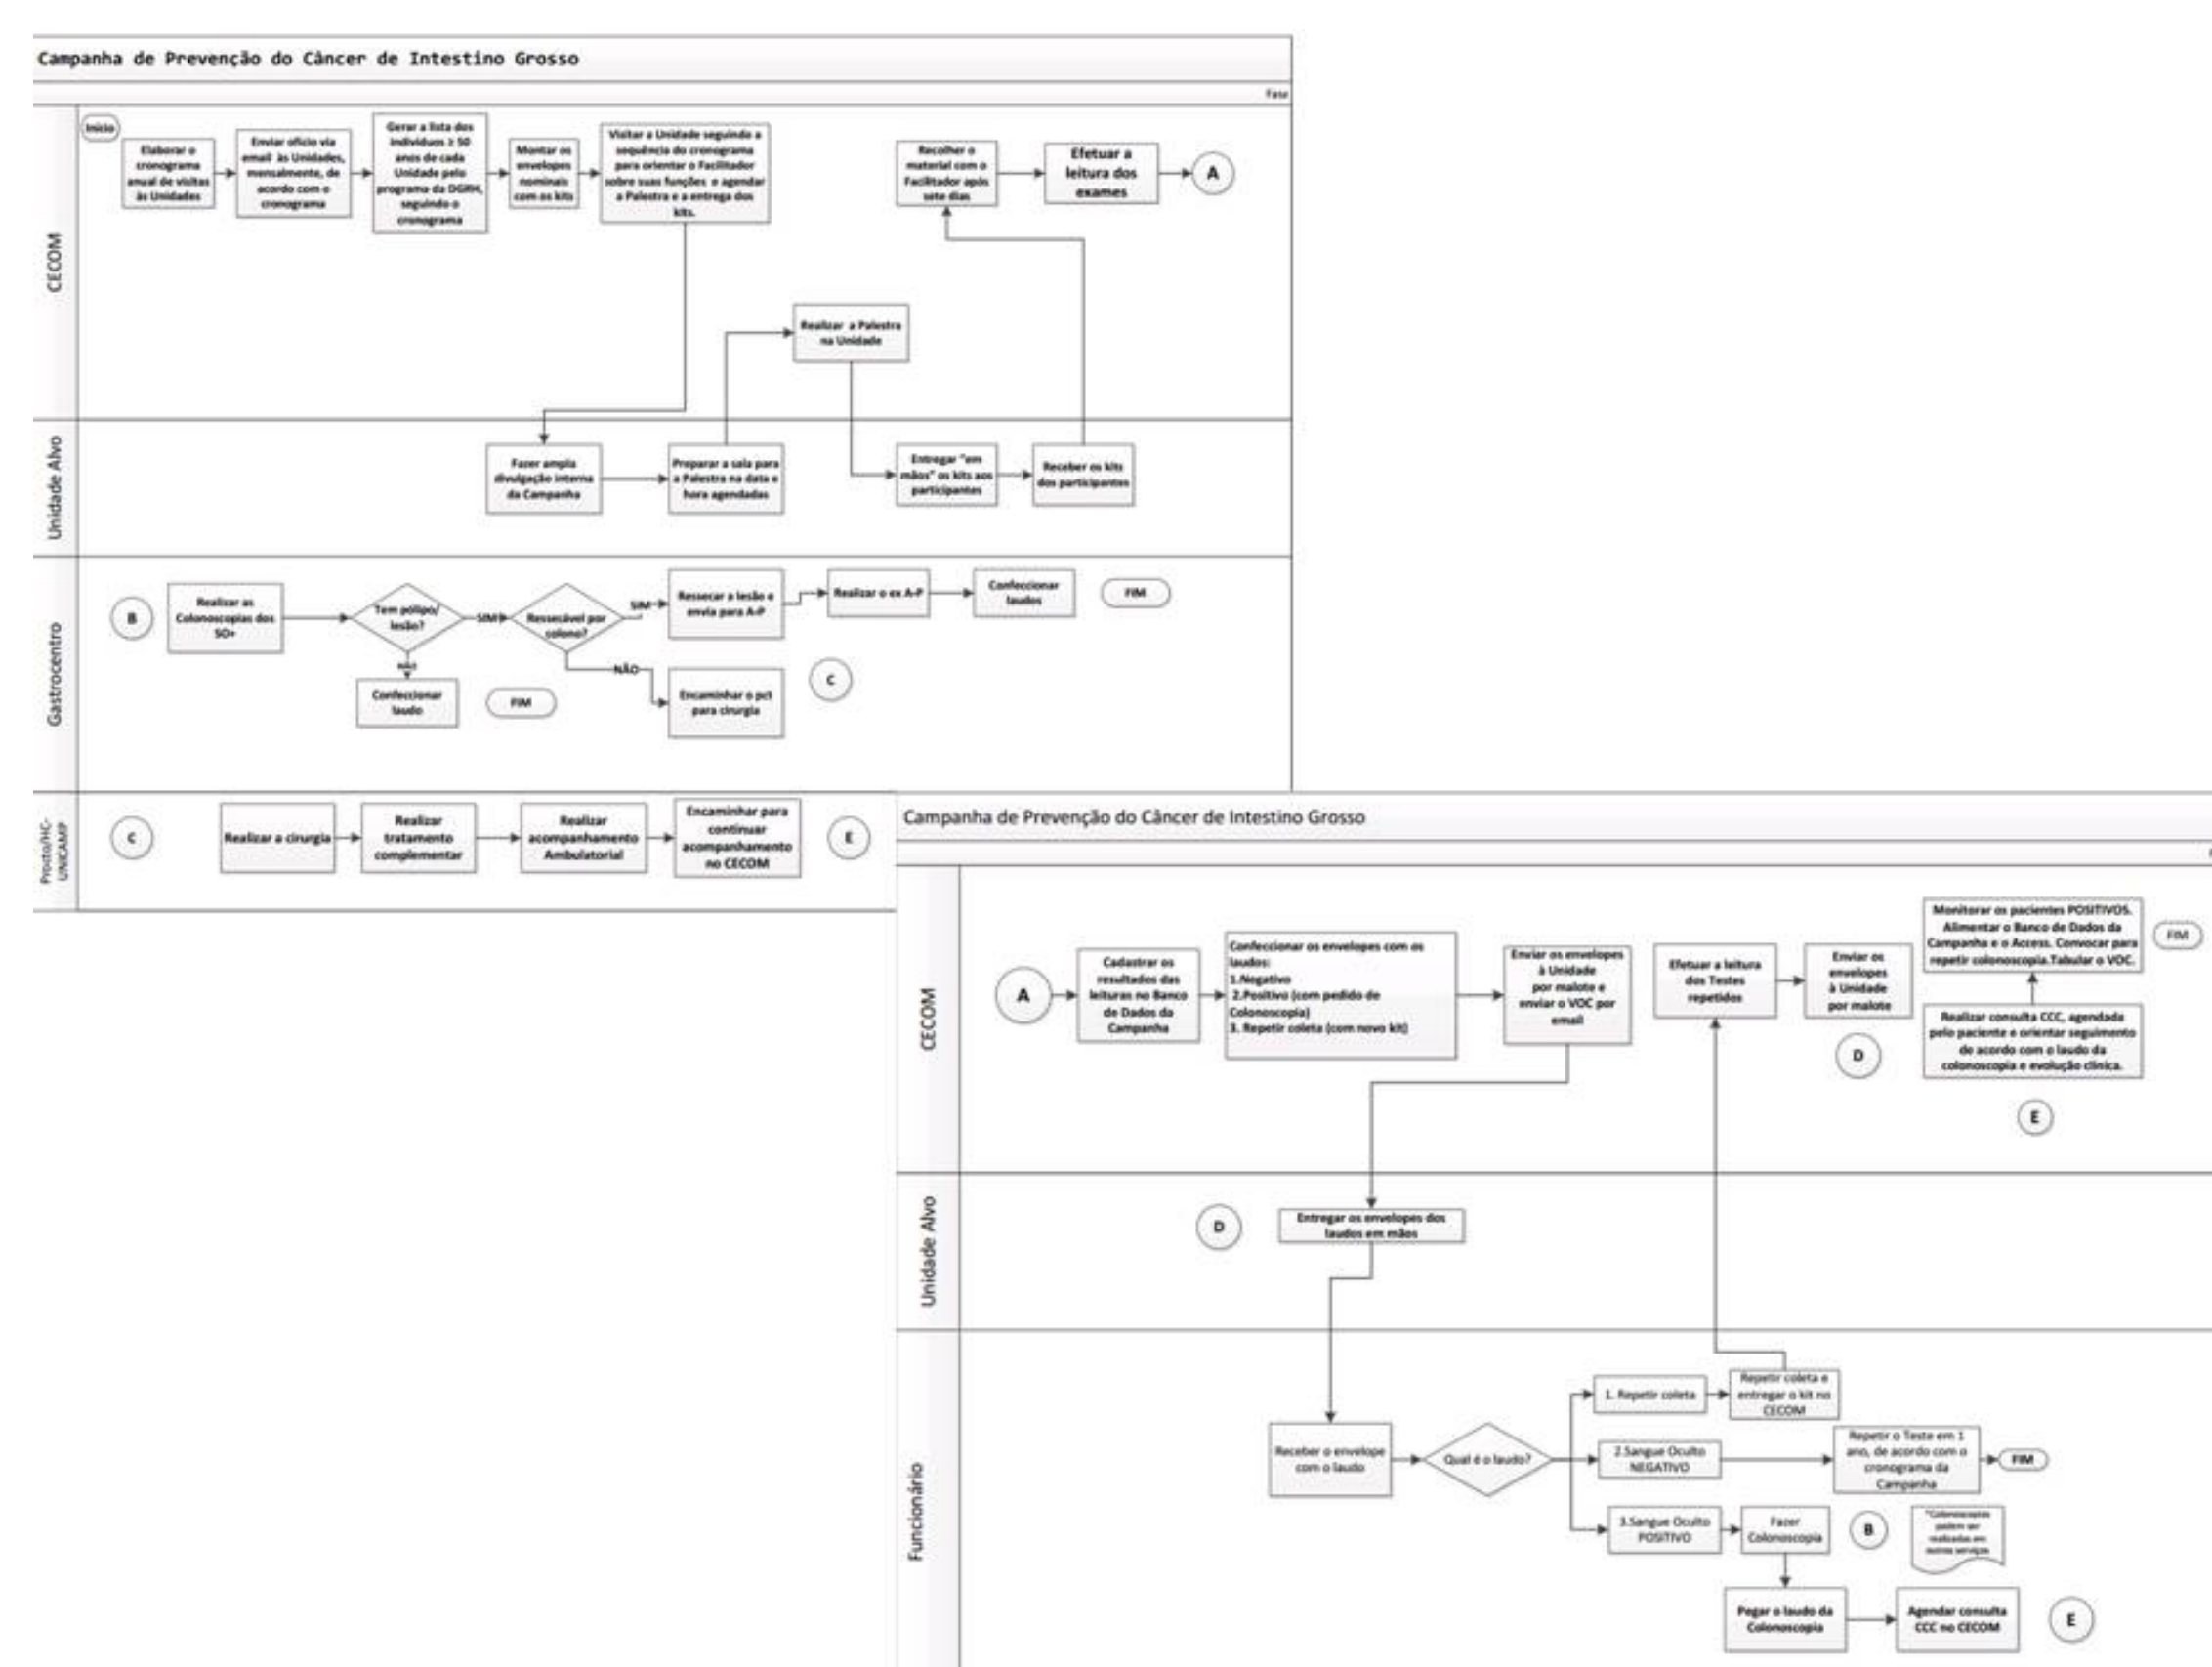 Campanha de Prevenção do Câncer de Intestino Grosso
Fase
CECOM
Início
Elaborar o
cronograma
anual de visitas
às Unidades
Enviar ofício via
email às Unidades,
mensalmente, de
acordo com o
cronograma
Gerar a lista dos
indivíduos ≥ 50
anos de cada
Unidade pelo
programa da DGRH,
seguindo o
cronograma
Montar os
envelopes
nominais
com os kits
Visitar a Unidade seguindo a
sequência do cronograma
para orientar o Facilitador
sobre suas funções e agendar
a Palestra e a entrega dos
kits.
Recolher o
material com o
Facilitador após
sete dias
Efetuar a
leitura dos
exames
A
Realizar a Palestra
na Unidade
Unidade Alvo
Fazer ampla
divulgação interna
da Campanha
Preparar a sala para
a Palestra na data e
hora agendadas
Entregar "em
mãos" os kits aos
participantes
Receber os kits
dos participantes
Gastrocentro
B
Realizar as
Colonoscopias dos
SO+
Tem pólipo/
lesão?
SIM
Ressecável por
colono?
SIM
Ressecar a lesão e
envia para A-P
Realizar o ex A-P
Confeccionar
laudos
FIM
NÃO
Confeccionar
laudo
FIM
NÃO
Encaminhar o pct
para cirurgia
C
Procto/HC-
UNICAMP
C
Realizar a cirurgia
Realizar
tratamento
complementar
Realizar
acompanhamento
Ambulatorial
Encaminhar para
continuar
acompanhamento
no CECOM
E
Campanha de Prevenção do Câncer de Intestino Grosso
CECOM
A
Cadastrar os
resultados das
leituras no Banco
de Dados da
Campanha
Confeccionar os envelopes com os
laudos:
1.Negativo
2.Positivo (com pedido de
Colonoscopia)
3. Repetir coleta (com novo kit)
Enviar os envelopes
à Unidade
por malote e
enviar o VOC por
email
Efetuar a leitura
dos Testes
repetidos
Enviar os
envelopes
à Unidade
por malote
D
Monitorar os pacientes POSITIVOS.
Alimentar o Banco de Dados da
Campanha e o Access. Convocar para
repetir colonoscopia.Tabular o VOC.
FIM
Realizar consulta CCC, agendada
pelo paciente e orientar seguimento
de acordo com o laudo da
colonoscopia e evolução clínica.
E
Unidade Alvo
D
Entregar os envelopes dos
laudos em mãos
Funcionário
Receber o envelope
com o laudo
Qual é o laudo?
1. Repetir coleta
Repetir coleta e
entregar o kit no
CECOM
2.Sangue Oculto
NEGATIVO
Repetir o Teste em 1
ano, de acordo com o
cronograma da
Campanha
FIM
3.Sangue Oculto
POSITIVO
Fazer
Colonoscopia
B
*Colonoscopias
podem ser
realizadas em
outros serviços
Pegar o laudo da
Colonoscopia
Agendar consulta
CCC no CECOM
E